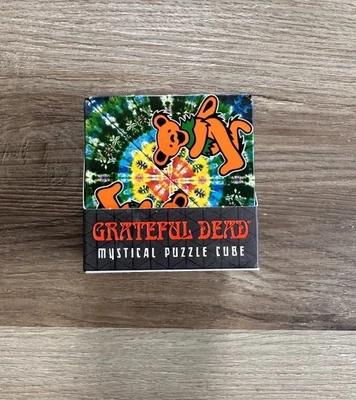 GRATEFUL DEAD
MYSTICAL PUZZLE CUBE